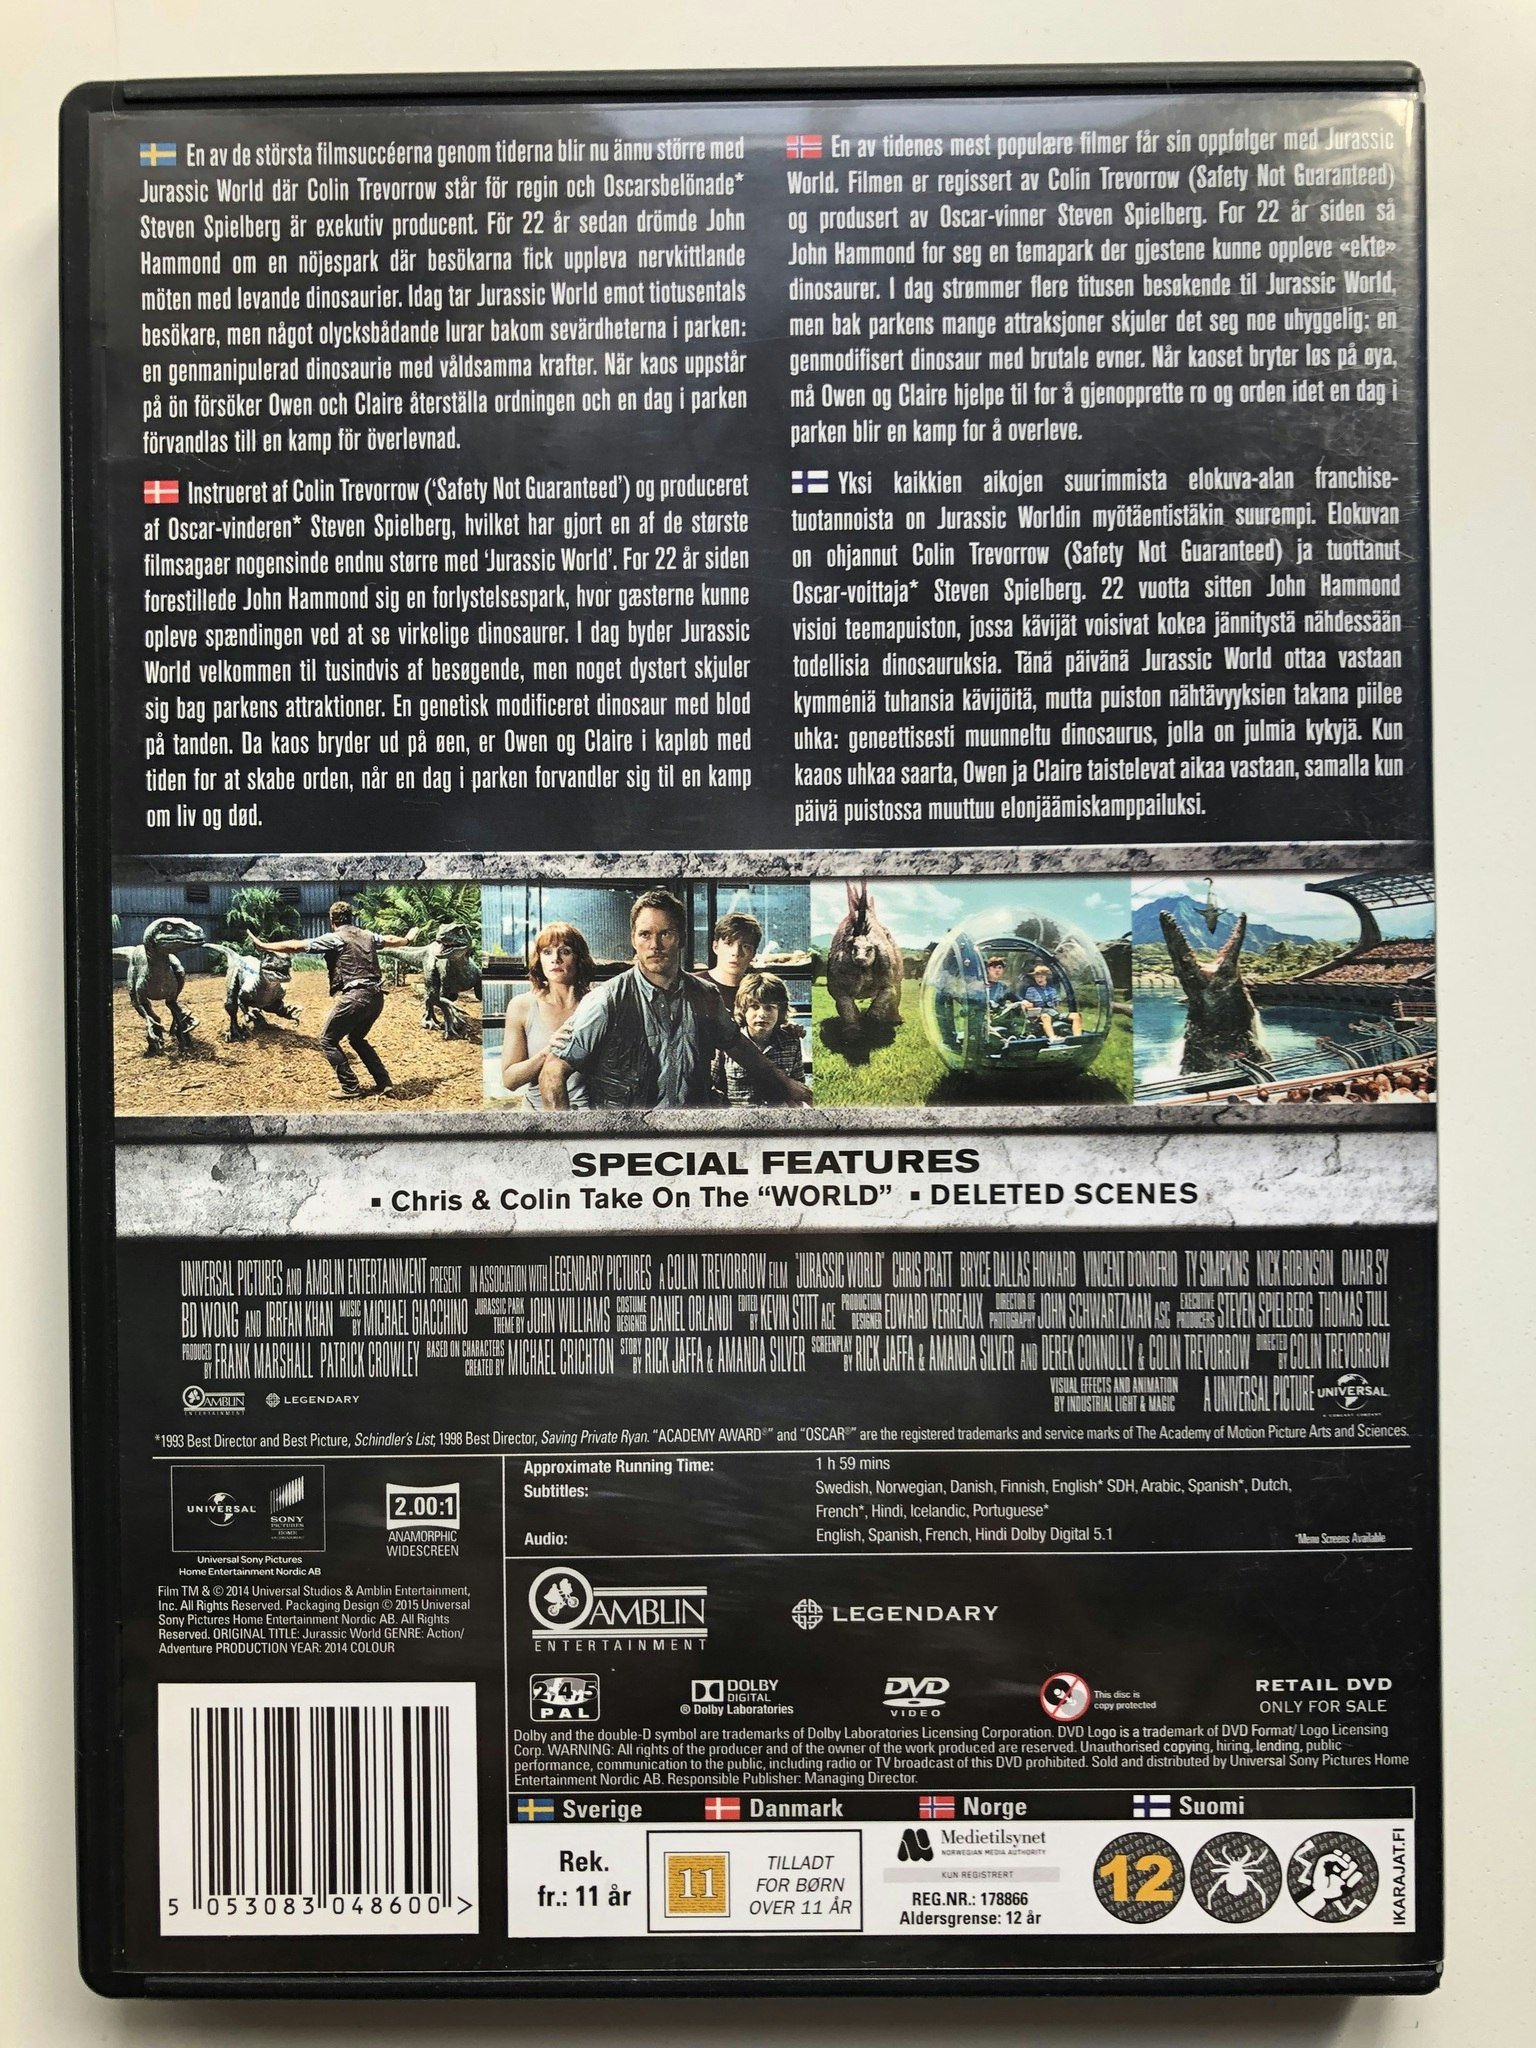 En av de största filmsuccéerna genom tiderna blir nu ännu större med
Jurassic World där Colin Trevorrow står för regin och Oscarsbelönade*
Steven Spielberg är exekutiv producent. För 22 år sedan drömde John
Hammond om en nöjespark där besökarna fick uppleva nervkittlande
möten med levande dinosaurier. Idag tar Jurassic World emot tiotusentals
besökare, men något olycksbådande lurar bakom sevärdheterna i parken:
en genmanipulerad dinosaurie med våldsamma krafter. När kaos uppstår
på ön försöker Owen och Claire återställa ordningen och en dag i parken
förvandlas till en kamp för överlevnad.
En av tidenes mest populære filmer får sin oppfølger med Jurassic
World. Filmen er regissert av Colin Trevorrow (Safety Not Guaranteed)
og produsert av Oscar-vinner Steven Spielberg. For 22 år siden så
John Hammond for seg en temapark der gjestene kunne oppleve «ekte»
dinosaurer. I dag strømmer flere titusen besøkende til Jurassic World,
men bak parkens mange attraksjoner skjuler det seg noe uhyggelig: en
genmodifisert dinosaur med brutale evner. Når kaoset bryter løs på øya,
må Owen og Claire hjelpe til for å gjenopprette ro og orden idet en dag i
parken blir en kamp for å overleve.
Instrueret af Colin Trevorrow ('Safety Not Guaranteed') og produceret
af Oscar-vinderen* Steven Spielberg, hvilket har gjort en af de største
filmsagaer nogensinde endnu større med 'Jurassic World'. For 22 år siden
forestillede John Hammond sig en forlystelsespark, hvor gæsterne kunne
opleve spændingen ved at se virkelige dinosaurer. I dag byder Jurassic
World velkommen til tusindvis af besøgende, men noget dystert skjuler
sig bag parkens attraktioner. En genetisk modificeret dinosaur med blod
på tanden. Da kaos bryder ud på øen, er Owen og Claire i kapløb med
tiden for at skabe orden, når en dag i parken forvandler sig til en kamp
om liv og død.
Yksi kaikkien aikojen suurimmista elokuva-alan franchise-
tuotannoista on Jurassic Worldin myötäentistäkin suurempi. Elokuvan
on ohjannut Colin Trevorrow (Safety Not Guaranteed) ja tuottanut
Oscar-voittaja* Steven Spielberg. 22 vuotta sitten John Hammond
visioi teemapuiston, jossa kävijät voisivat kokea jännitystä nähdessään
todellisia dinosauruksia. Tänä päivänä Jurassic World ottaa vastaan
kymmeniä tuhansia kävijöitä, mutta puiston nähtävyyksien takana piilee
uhka: geneettisesti muunneltu dinosaurus, jolla on julmia kykyjä. Kun
kaaos uhkaa saarta, Owen ja Claire taistelevat aikaa vastaan, samalla kun
päivä puistossa muuttuu elonjäämiskamppailuksi.
SPECIAL FEATURES
▪ Chris & Colin Take On The "WORLD" ▪ DELETED SCENES
UNIVERSAL PICTURES AND AMBLIN ENTERTAINMENT PRESENT IN ASSOCIATION WITH LEGENDARY PICTURES A COLIN TREVORROW FILM "JURASSIC WORLD" CHRIS PRATT BRYCE DALLAS HOWARD VINCENT D'ONOFRIO TY SIMPKINS NICK ROBINSON OMAR SY
BD WONG AND IRRFAN KHAN MUSIC BY MICHAEL GIACCHINO JURASSIC PARK THEME BY JOHN WILLIAMS COSTUME DESIGNER DANIEL ORLANDI EDITED BY KEVIN STITT ACE PRODUCTION DESIGNER EDWARD VERREAUX DIRECTOR OF PHOTOGRAPHY JOHN SCHWARTZMAN ASC EXECUTIVE PRODUCERS STEVEN SPIELBERG THOMAS TULL
PRODUCED BY FRANK MARSHALL PATRICK CROWLEY BASED ON CHARACTERS CREATED BY MICHAEL CRICHTON STORY BY RICK JAFFA & AMANDA SILVER SCREENPLAY BY RICK JAFFA & AMANDA SILVER AND DEREK CONNOLLY & COLIN TREVORROW DIRECTED BY COLIN TREVORROW
AMBLIN ENTERTAINMENT LEGENDARY VISUAL EFFECTS AND ANIMATION BY INDUSTRIAL LIGHT & MAGIC A UNIVERSAL PICTURE UNIVERSAL
A COMCAST COMPANY
*1993 Best Director and Best Picture, Schindler's List, 1998 Best Director, Saving Private Ryan. "ACADEMY AWARD®" and "OSCAR®" are the registered trademarks and service marks of The Academy of Motion Picture Arts and Sciences.
UNIVERSAL
SONY
PICTURES
HOME
ENTERTAINMENT
Universal Sony Pictures
Home Entertainment Nordic AB
2.00:1
ANAMORPHIC
WIDESCREEN
Approximate Running Time: 1 h 59 mins
Subtitles: Swedish, Norwegian, Danish, Finnish, English* SDH, Arabic, Spanish*, Dutch,
French*, Hindi, Icelandic, Portuguese*
Audio: English, Spanish, French, Hindi Dolby Digital 5.1
*Menu Screens Available
Film TM & © 2014 Universal Studios & Amblin Entertainment,
Inc. All Rights Reserved. Packaging Design © 2015 Universal
Sony Pictures Home Entertainment Nordic AB. All Rights
Reserved. ORIGINAL TITLE: Jurassic World GENRE: Action/
Adventure PRODUCTION YEAR: 2014 COLOUR
AMBLIN
ENTERTAINMENT
LEGENDARY
2,4,5
PAL
DOLBY
DIGITAL
® Dolby Laboratories
DVD
VIDEO
This disc is
copy protected
RETAIL DVD
ONLY FOR SALE
Dolby and the double-D symbol are trademarks of Dolby Laboratories Licensing Corporation. DVD Logo is a trademark of DVD Format/ Logo Licensing
Corp. WARNING: All rights of the producer and of the owner of the work produced are reserved. Unauthorised copying, hiring, lending, public
performance, communication to the public, including radio or TV broadcast of this DVD prohibited. Sold and distributed by Universal Sony Pictures Home
Entertainment Nordic AB. Responsible Publisher: Managing Director.
Sverige Danmark Norge Suomi
Rek.
fr.: 11 år
11
TILLADT
FOR BØRN
OVER 11 ÅR
Medietilsynet
NORWEGIAN MEDIA AUTHORITY
KUN REGISTRERT
REG.NR.: 178866
Aldersgrense: 12 år
12
IKARAJAT.FI
5 053083 048600 >